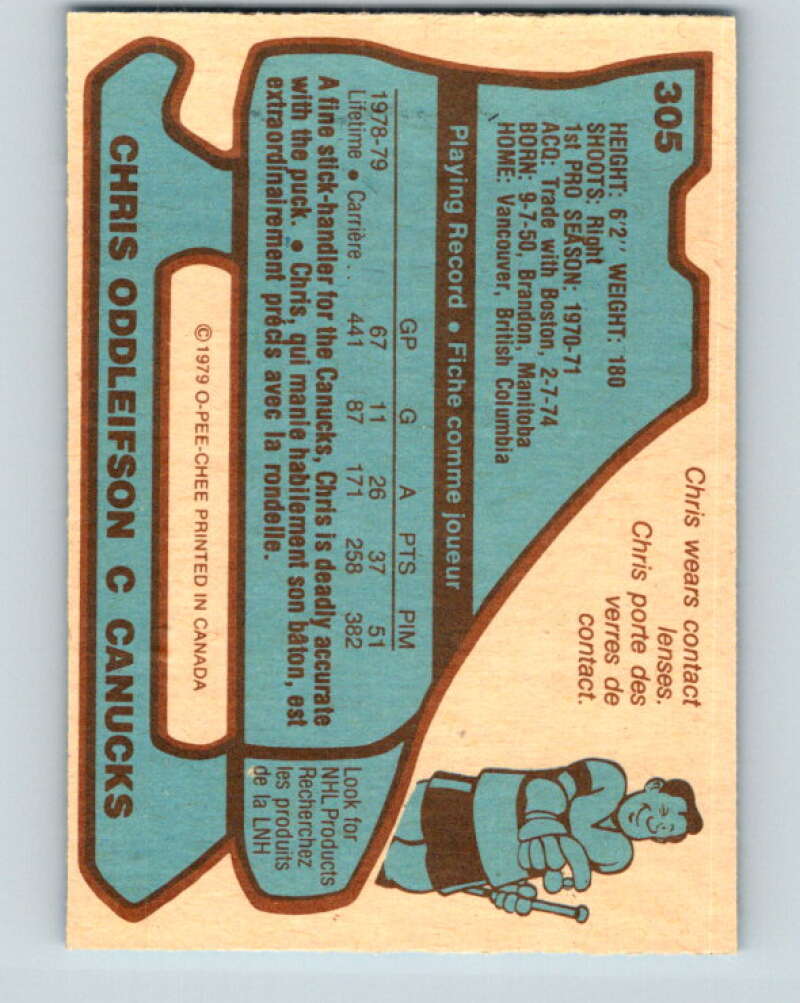 305
HEIGHT: 6'2" WEIGHT: 180
SHOOTS: Right
1st PRO SEASON: 1970-71
ACQ: Trade with Boston, 2-7-74
BORN: 9-7-50, Brandon, Manitoba
HOME: Vancouver, British Columbia
Chris wears contact
lenses.
Chris porte des
verres de
contact.
Playing Record • Fiche comme joueur
GP G A PTS PIM
1978-79 67 11 26 37 51
Lifetime • Carrière . . 441 87 171 258 382
A fine stick-handler for the Canucks, Chris is deadly accurate
with the puck. • Chris, qui manie habilement son bâton, est
extraordinairement précis avec la rondelle.
Look for
NHL Products
Recherchez
les produits
de la LNH
©1979 O-PEE-CHEE PRINTED IN CANADA
CHRIS ODDLEIFSON C CANUCKS